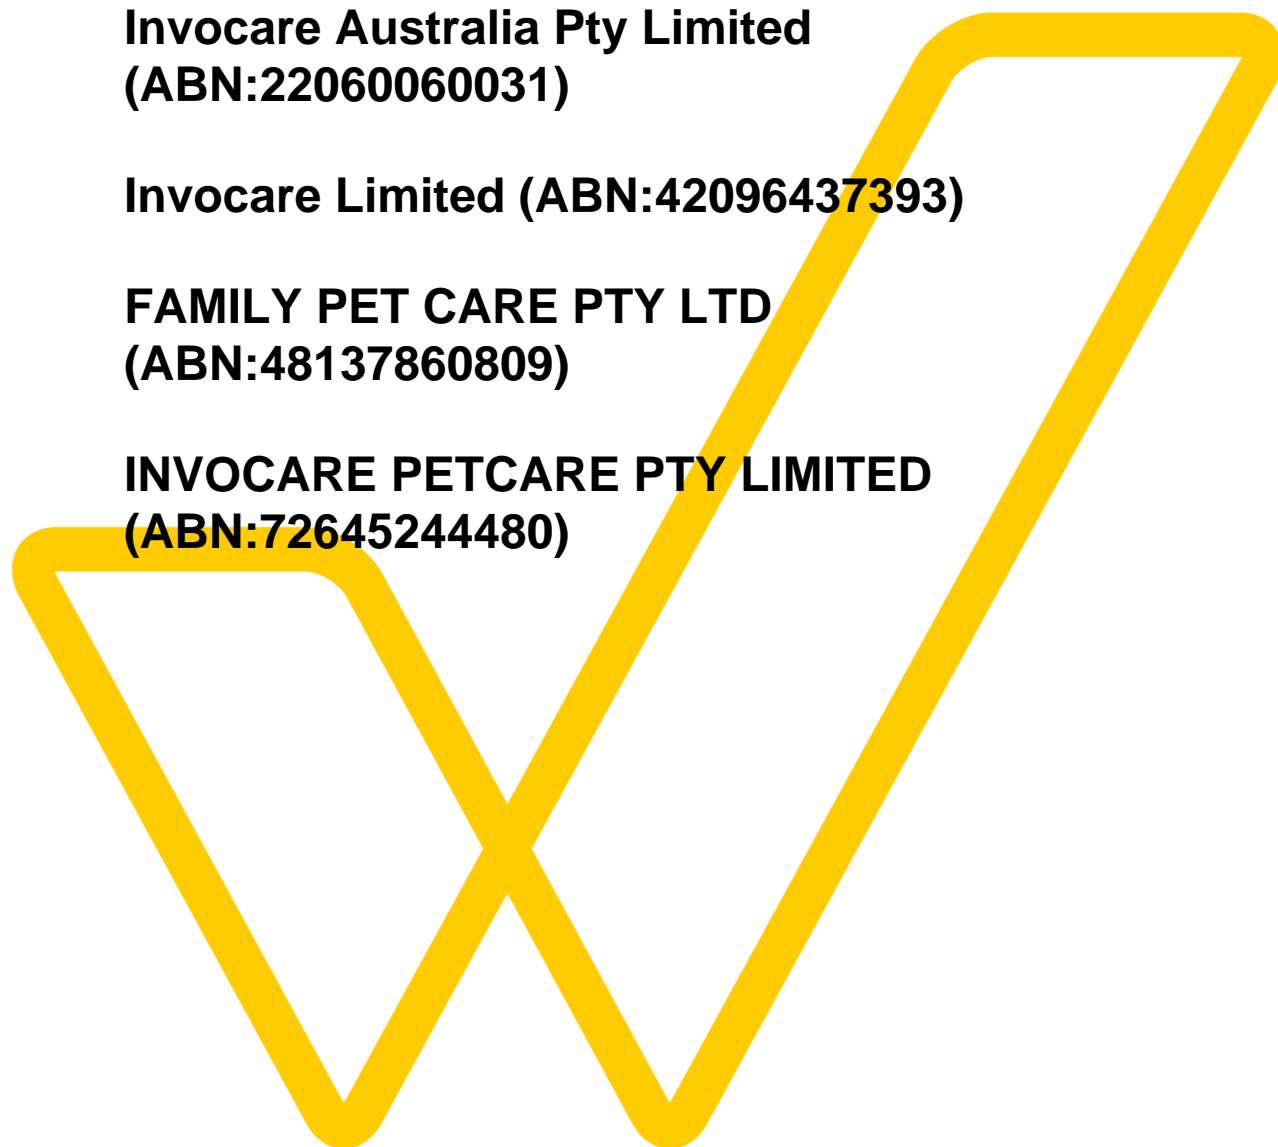 Invocare Australia Pty Limited
(ABN:22060060031)
Invocare Limited (ABN:42096437393)
FAMILY PET CARE PTY LTD
(ABN:48137860809)
INVOCARE PETCARE PTY LIMITED
(ABN:72645244480)